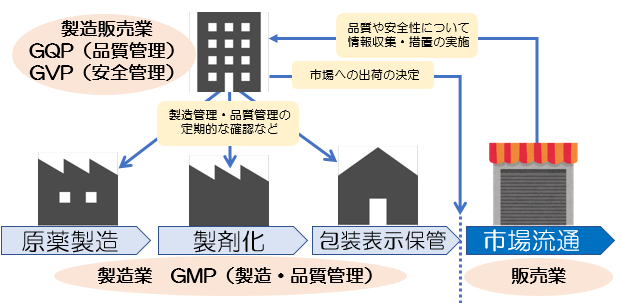 製造販売業
GQP（品質管理）
GVP（安全管理）
品質や安全性について
情報収集・措置の実施
市場への出荷の決定
製造管理・品質管理の
定期的な確認など
原薬製造
製剤化
包装表示保管
市場流通
製造業　GMP（製造・品質管理）
販売業